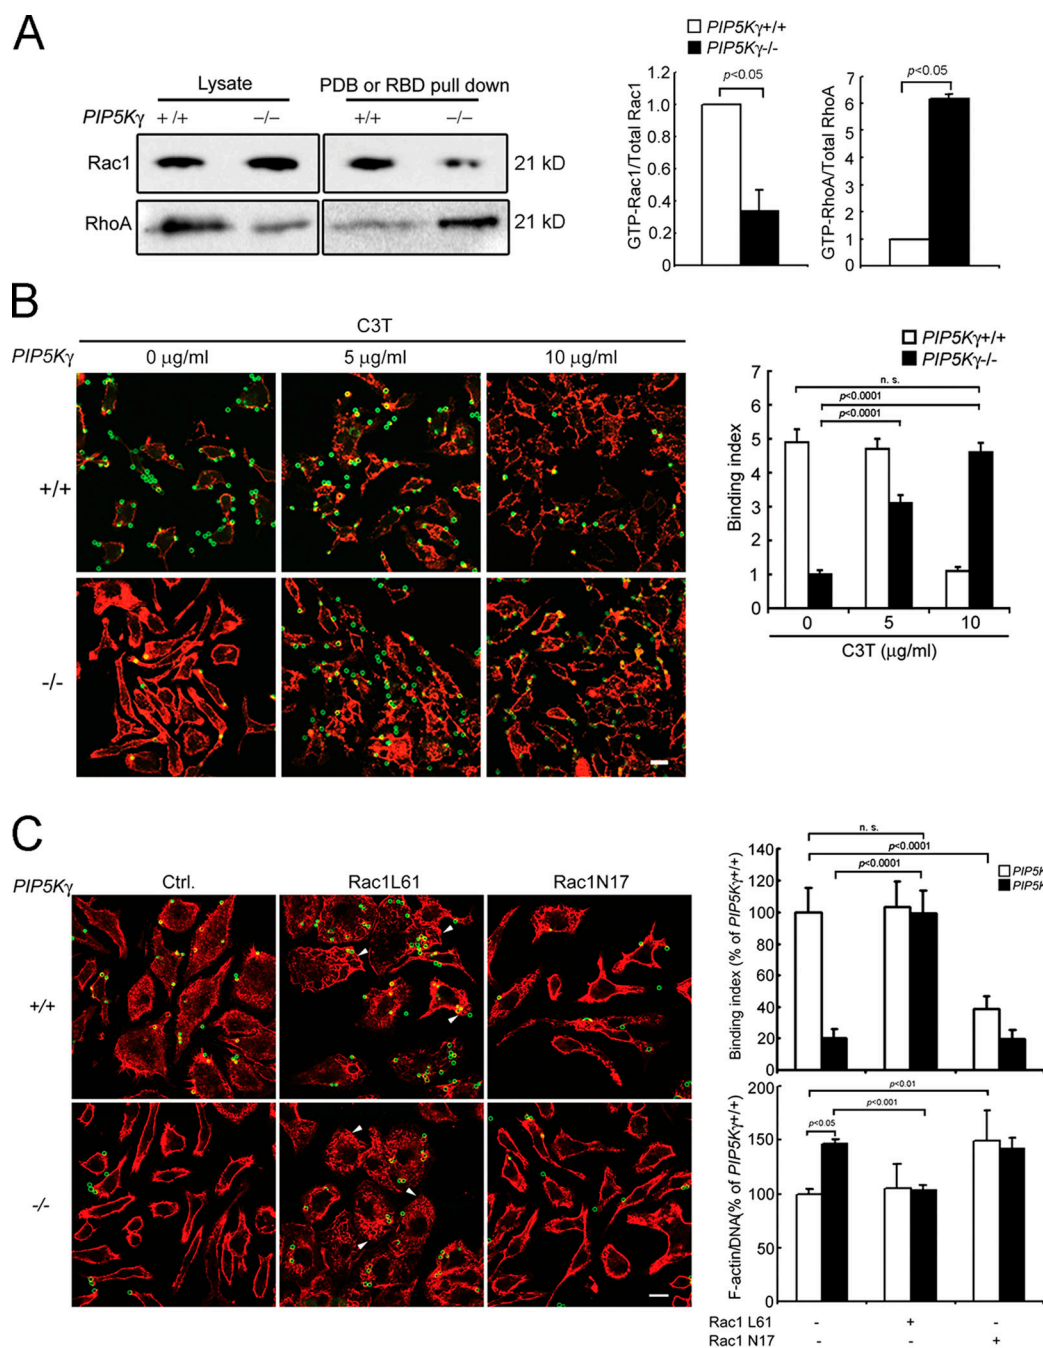 A
PIP5Kγ+/+
PIP5Kγ-/-
Lysate
PDB or RBD pull down
PIP5Kγ +/+ −/− +/+ −/−
Rac1 21 kD
RhoA 21 kD
GTP-Rac1/Total Rac1
1.2
1.0
0.8
0.6
0.4
0.2
0
p<0.05
GTP-RhoA/Total RhoA
7
6
5
4
3
2
1
0
p<0.05
B
C3T
PIP5Kγ 0 μg/ml 5 μg/ml 10 μg/ml
+/+
-/-
PIP5Kγ+/+
PIP5Kγ-/-
Binding index
7
6
5
4
3
2
1
0
n. s.
p<0.0001
p<0.0001
0 5 10
C3T (μg/ml)
C
PIP5Kγ Ctrl. Rac1L61 Rac1N17
+/+
-/-
Binding index (% of PIP5Kγ+/+)
140
120
100
80
60
40
20
0
n. s.
p<0.0001
p<0.0001
PIP5K
PIP5K
F-actin/DNA(% of PIP5Kγ+/+)
200
150
100
50
0
p<0.01
p<0.001
p<0.05
Rac1 L61 - + -
Rac1 N17 - - +